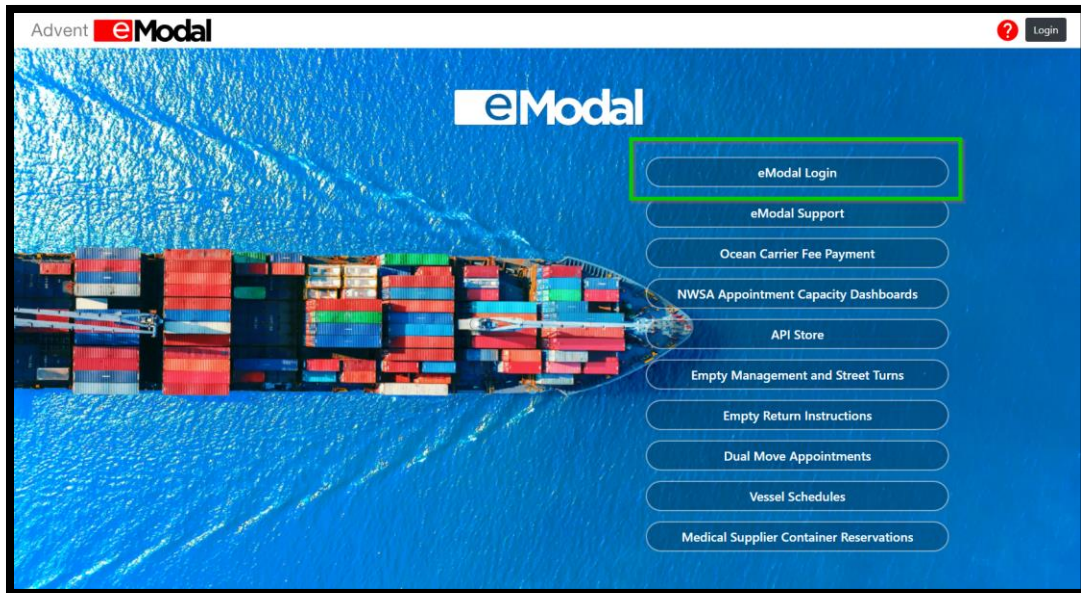 Advent eModal
?
Login
eModal
eModal Login
eModal Support
Ocean Carrier Fee Payment
NWSA Appointment Capacity Dashboards
API Store
Empty Management and Street Turns
Empty Return Instructions
Dual Move Appointments
Vessel Schedules
Medical Supplier Container Reservations